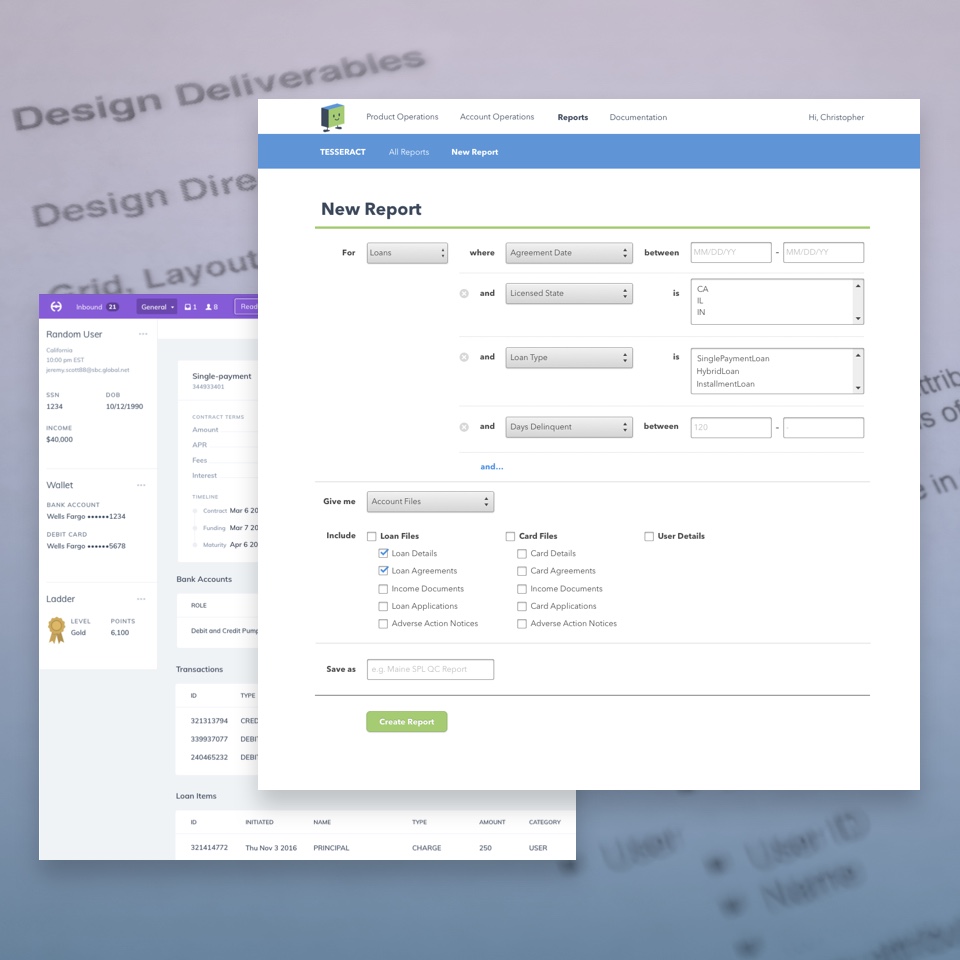 Design Deliverables
Design Dire
Grid, Layout
Product Operations Account Operations Reports Documentation Hi, Christopher
TESSERACT All Reports New Report
New Report
For Loans where Agreement Date between MM/DD/YY - MM/DD/YY
and Licensed State is CA
IL
IN
and Loan Type is SinglePaymentLoan
HybridLoan
InstallmentLoan
and Days Delinquent between 120 -
and...
Give me Account Files
Include Loan Files Card Files User Details
Loan Details Card Details
Loan Agreements Card Agreements
Income Documents Income Documents
Loan Applications Card Applications
Adverse Action Notices Adverse Action Notices
Save as e.g. Maine SPL QC Report
Create Report
Inbound 21 General 1 8 Read
Random User
California
10:00 pm EST
jeremy.scott88@sbc.global.net
SSN DOB
1234 10/12/1990
INCOME
$40,000
Wallet
BANK ACCOUNT
Wells Fargo ••••••1234
DEBIT CARD
Wells Fargo ••••••5678
Ladder
LEVEL POINTS
Gold 6,100
Single-payment
344933401
CONTRACT TERMS
Amount
APR
Fees
Interest
TIMELINE
Contract Mar 6 20
Funding Mar 7 20
Maturity Apr 6 20
Bank Accounts
ROLE
Debit and Credit Pump
Transactions
ID TYPE
321313794 CRED
339937077 DEBI
240465232 DEBI
Loan Items
ID INITIATED NAME TYPE AMOUNT CATEGORY
321414772 Thu Nov 3 2016 PRINCIPAL CHARGE 250 USER
User
User ID
Name